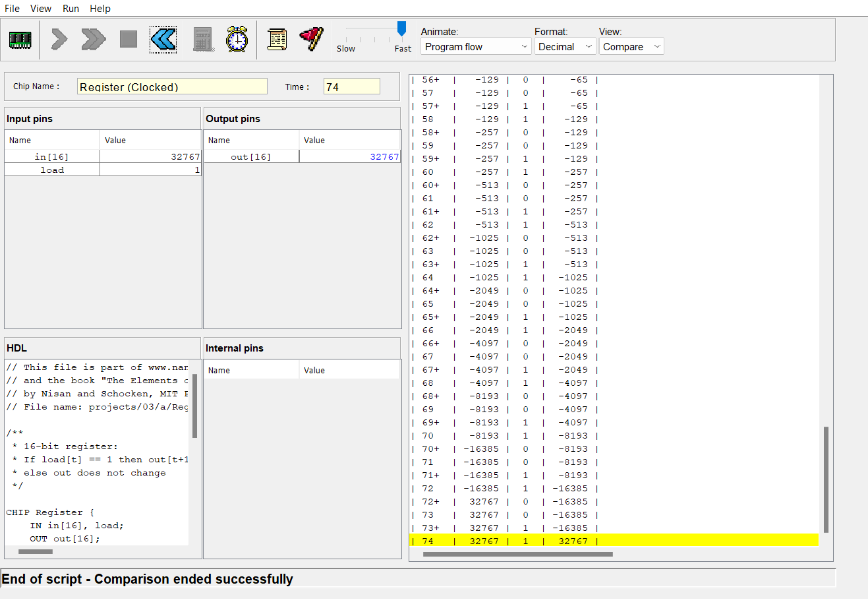 File View Run Help
Animate: Format: View:
Slow Fast Program flow Decimal Compare
Chip Name : Register (Clocked) Time : 74
Input pins
Name Value
in[16] 32767
load 1
Output pins
Name Value
out[16] 32767
HDL
// This file is part of www.nan
// and the book "The Elements o
// by Nisan and Schocken, MIT P
// File name: projects/03/a/Reg
/**
* 16-bit register:
* If load[t] == 1 then out[t+1
* else out does not change
*/
CHIP Register {
IN in[16], load;
OUT out[16];
Internal pins
Name Value
| 56+ | -129 | 0 | -65 |
| 57 | -129 | 0 | -65 |
| 57+ | -129 | 1 | -65 |
| 58 | -129 | 1 | -129 |
| 58+ | -257 | 0 | -129 |
| 59 | -257 | 0 | -129 |
| 59+ | -257 | 1 | -129 |
| 60 | -257 | 1 | -257 |
| 60+ | -513 | 0 | -257 |
| 61 | -513 | 0 | -257 |
| 61+ | -513 | 1 | -257 |
| 62 | -513 | 1 | -513 |
| 62+ | -1025 | 0 | -513 |
| 63 | -1025 | 0 | -513 |
| 63+ | -1025 | 1 | -513 |
| 64 | -1025 | 1 | -1025 |
| 64+ | -2049 | 0 | -1025 |
| 65 | -2049 | 0 | -1025 |
| 65+ | -2049 | 1 | -1025 |
| 66 | -2049 | 1 | -2049 |
| 66+ | -4097 | 0 | -2049 |
| 67 | -4097 | 0 | -2049 |
| 67+ | -4097 | 1 | -2049 |
| 68 | -4097 | 1 | -4097 |
| 68+ | -8193 | 0 | -4097 |
| 69 | -8193 | 0 | -4097 |
| 69+ | -8193 | 1 | -4097 |
| 70 | -8193 | 1 | -8193 |
| 70+ | -16385 | 0 | -8193 |
| 71 | -16385 | 0 | -8193 |
| 71+ | -16385 | 1 | -8193 |
| 72 | -16385 | 1 | -16385 |
| 72+ | 32767 | 0 | -16385 |
| 73 | 32767 | 0 | -16385 |
| 73+ | 32767 | 1 | -16385 |
| 74 | 32767 | 1 | 32767 |
End of script - Comparison ended successfully